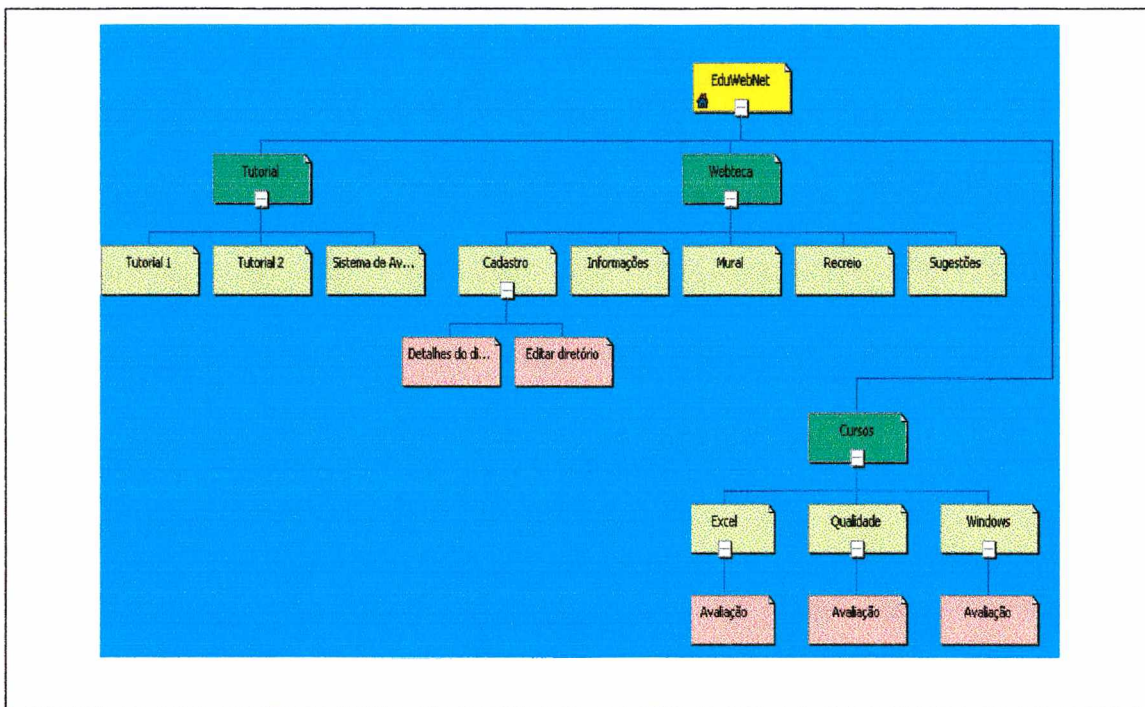 EduWebNet
Tutorial
Webteca
Tutorial 1
Tutorial 2
Sistema de Av...
Cadastro
Informações
Mural
Recreio
Sugestões
Detalhes do di...
Editar diretório
Cursos
Excel
Qualidade
Windows
Avaliação
Avaliação
Avaliação